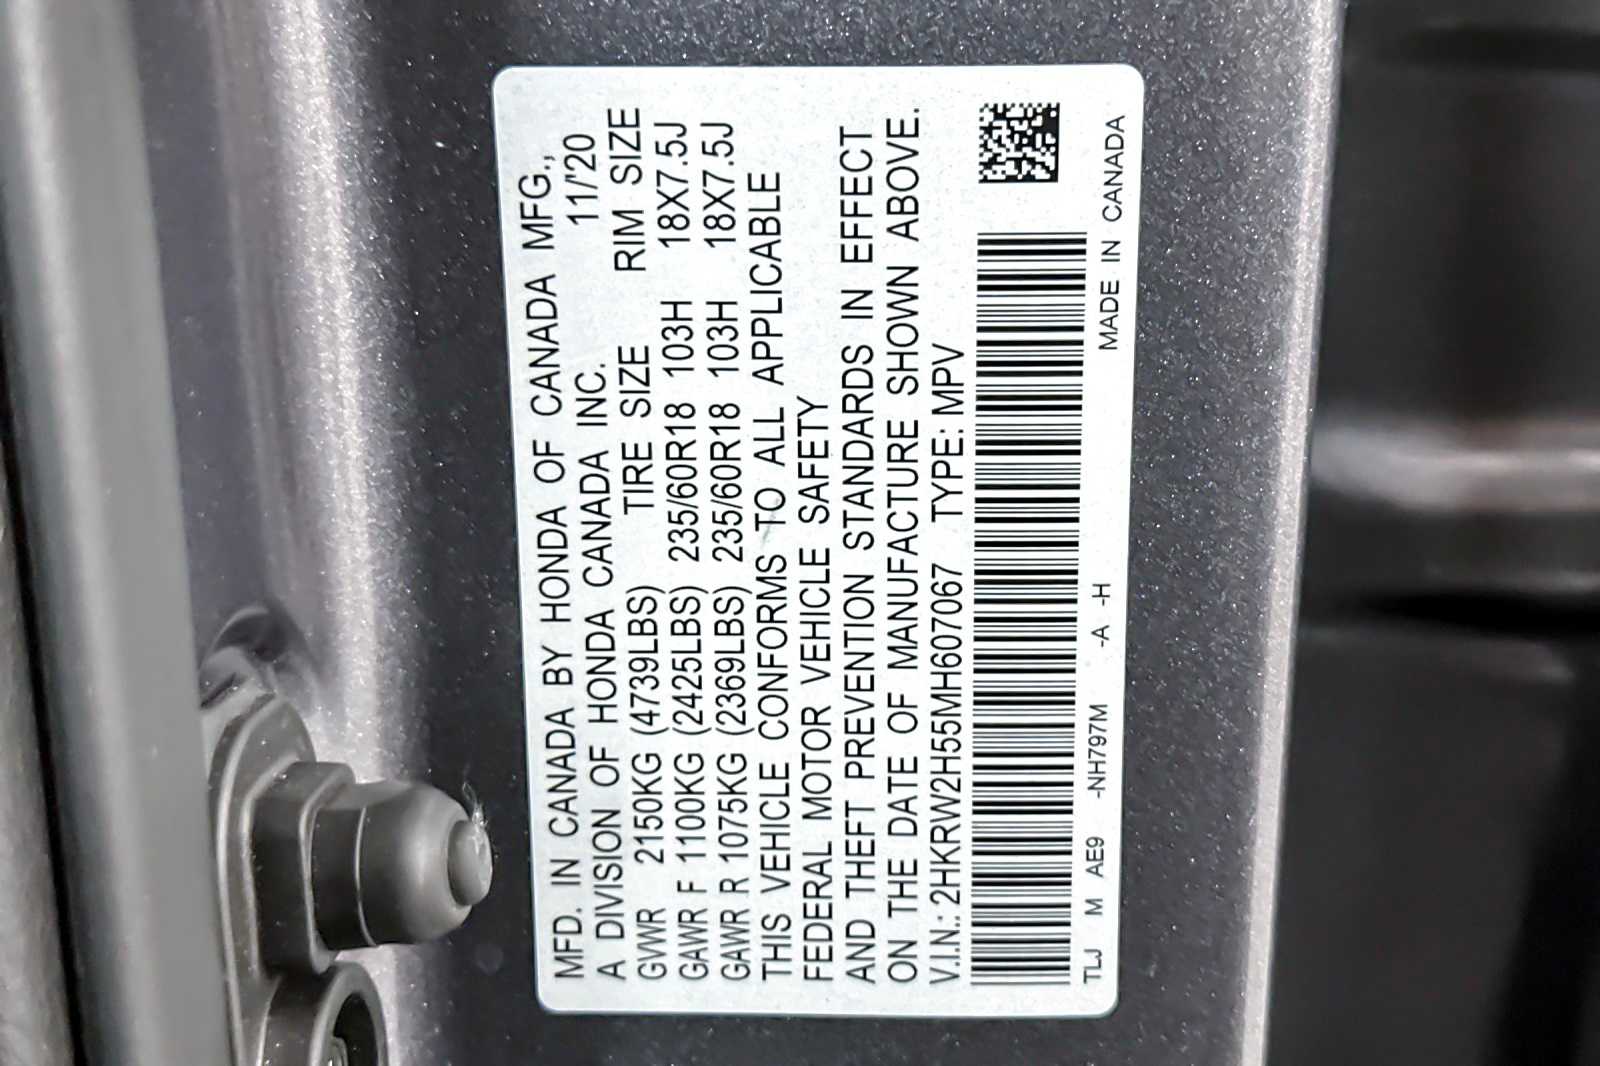 MFD. IN CANADA BY HONDA OF CANADA MFG.,
A DIVISION OF HONDA CANADA INC. 11/'20
GVWR 2150KG (4739LBS) TIRE SIZE RIM SIZE
GAWR F 1100KG (2425LBS) 235/60R18 103H 18X7.5J
GAWR R 1075KG (2369LBS) 235/60R18 103H 18X7.5J
THIS VEHICLE CONFORMS TO ALL APPLICABLE
FEDERAL MOTOR VEHICLE SAFETY
AND THEFT PREVENTION STANDARDS IN EFFECT
ON THE DATE OF MANUFACTURE SHOWN ABOVE.
V.I.N.: 2HKRW2H55MH607067 TYPE: MPV
TLJ M AE9 -NH797M -A -H MADE IN CANADA